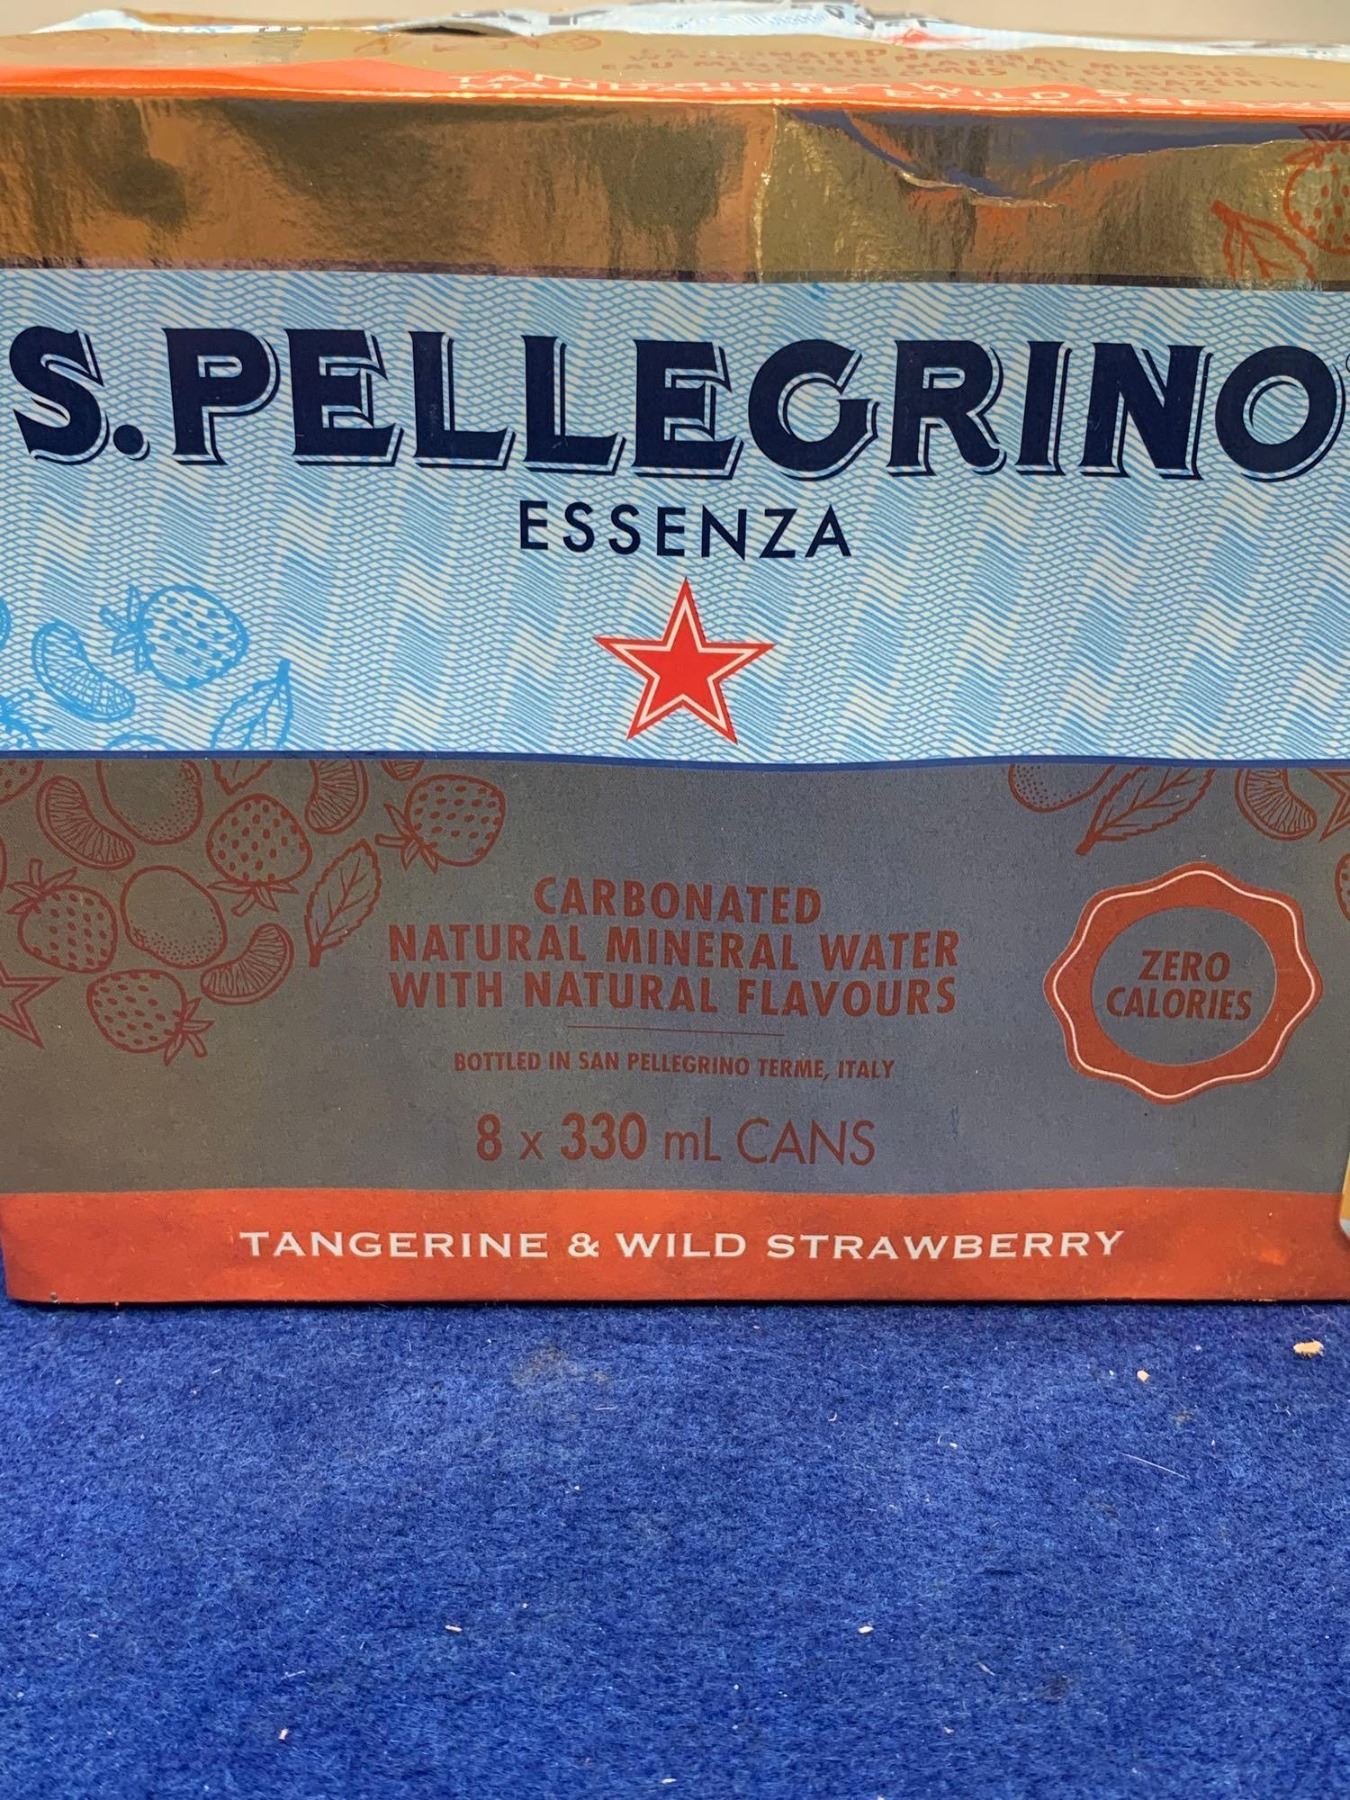 S.PELLEGRINO
ESSENZA
CARBONATED
NATURAL MINERAL WATER
WITH NATURAL FLAVOURS
BOTTLED IN SAN PELLEGRINO TERME, ITALY
8 x 330 mL CANS
ZERO
CALORIES
TANGERINE & WILD STRAWBERRY